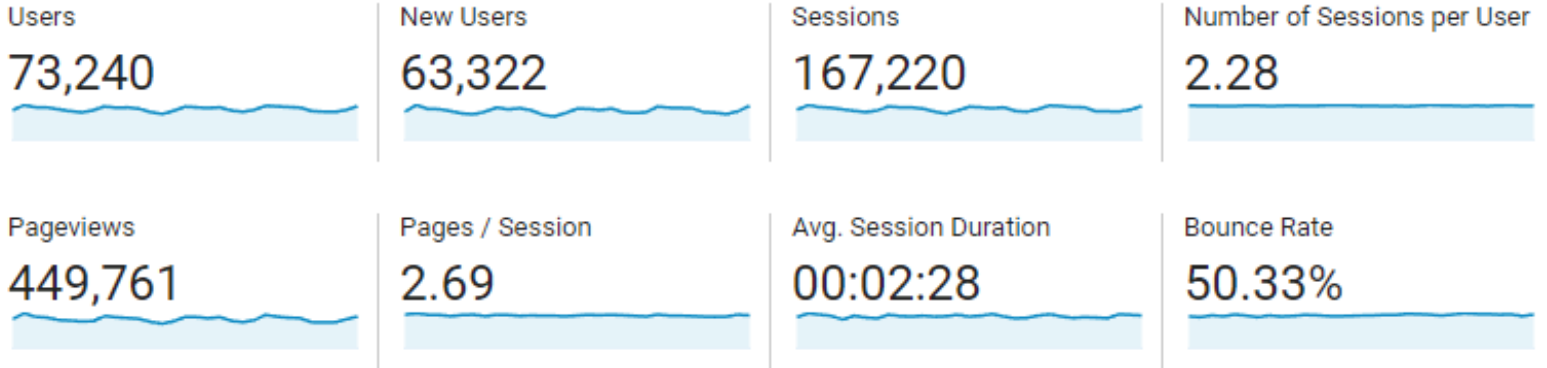 Users
73,240
New Users
63,322
Sessions
167,220
Number of Sessions per User
2.28
Pageviews
449,761
Pages / Session
2.69
Avg. Session Duration
00:02:28
Bounce Rate
50.33%